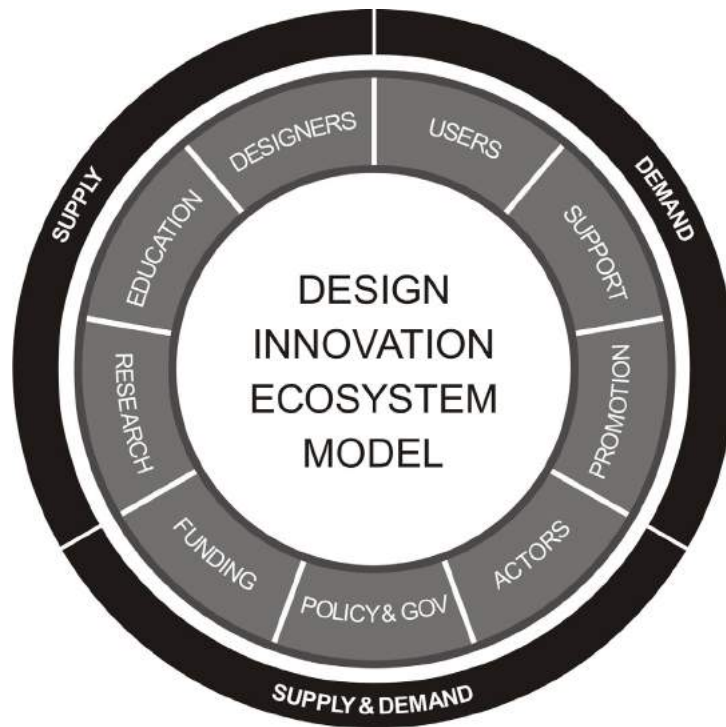 DESIGNERS
USERS
SUPPLY
DEMAND
EDUCATION
SUPPORT
DESIGN
INNOVATION
ECOSYSTEM
MODEL
RESEARCH
PROMOTION
FUNDING
ACTORS
POLICY & GOV
SUPPLY & DEMAND